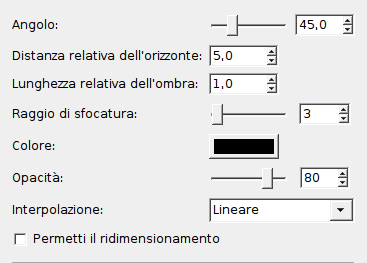 Angolo: 45,0
Distanza relativa dell'orizzonte: 5,0
Lunghezza relativa dell'ombra: 1,0
Raggio di sfocatura: 3
Colore:
Opacità: 80
Interpolazione: Lineare
Permetti il ridimensionamento